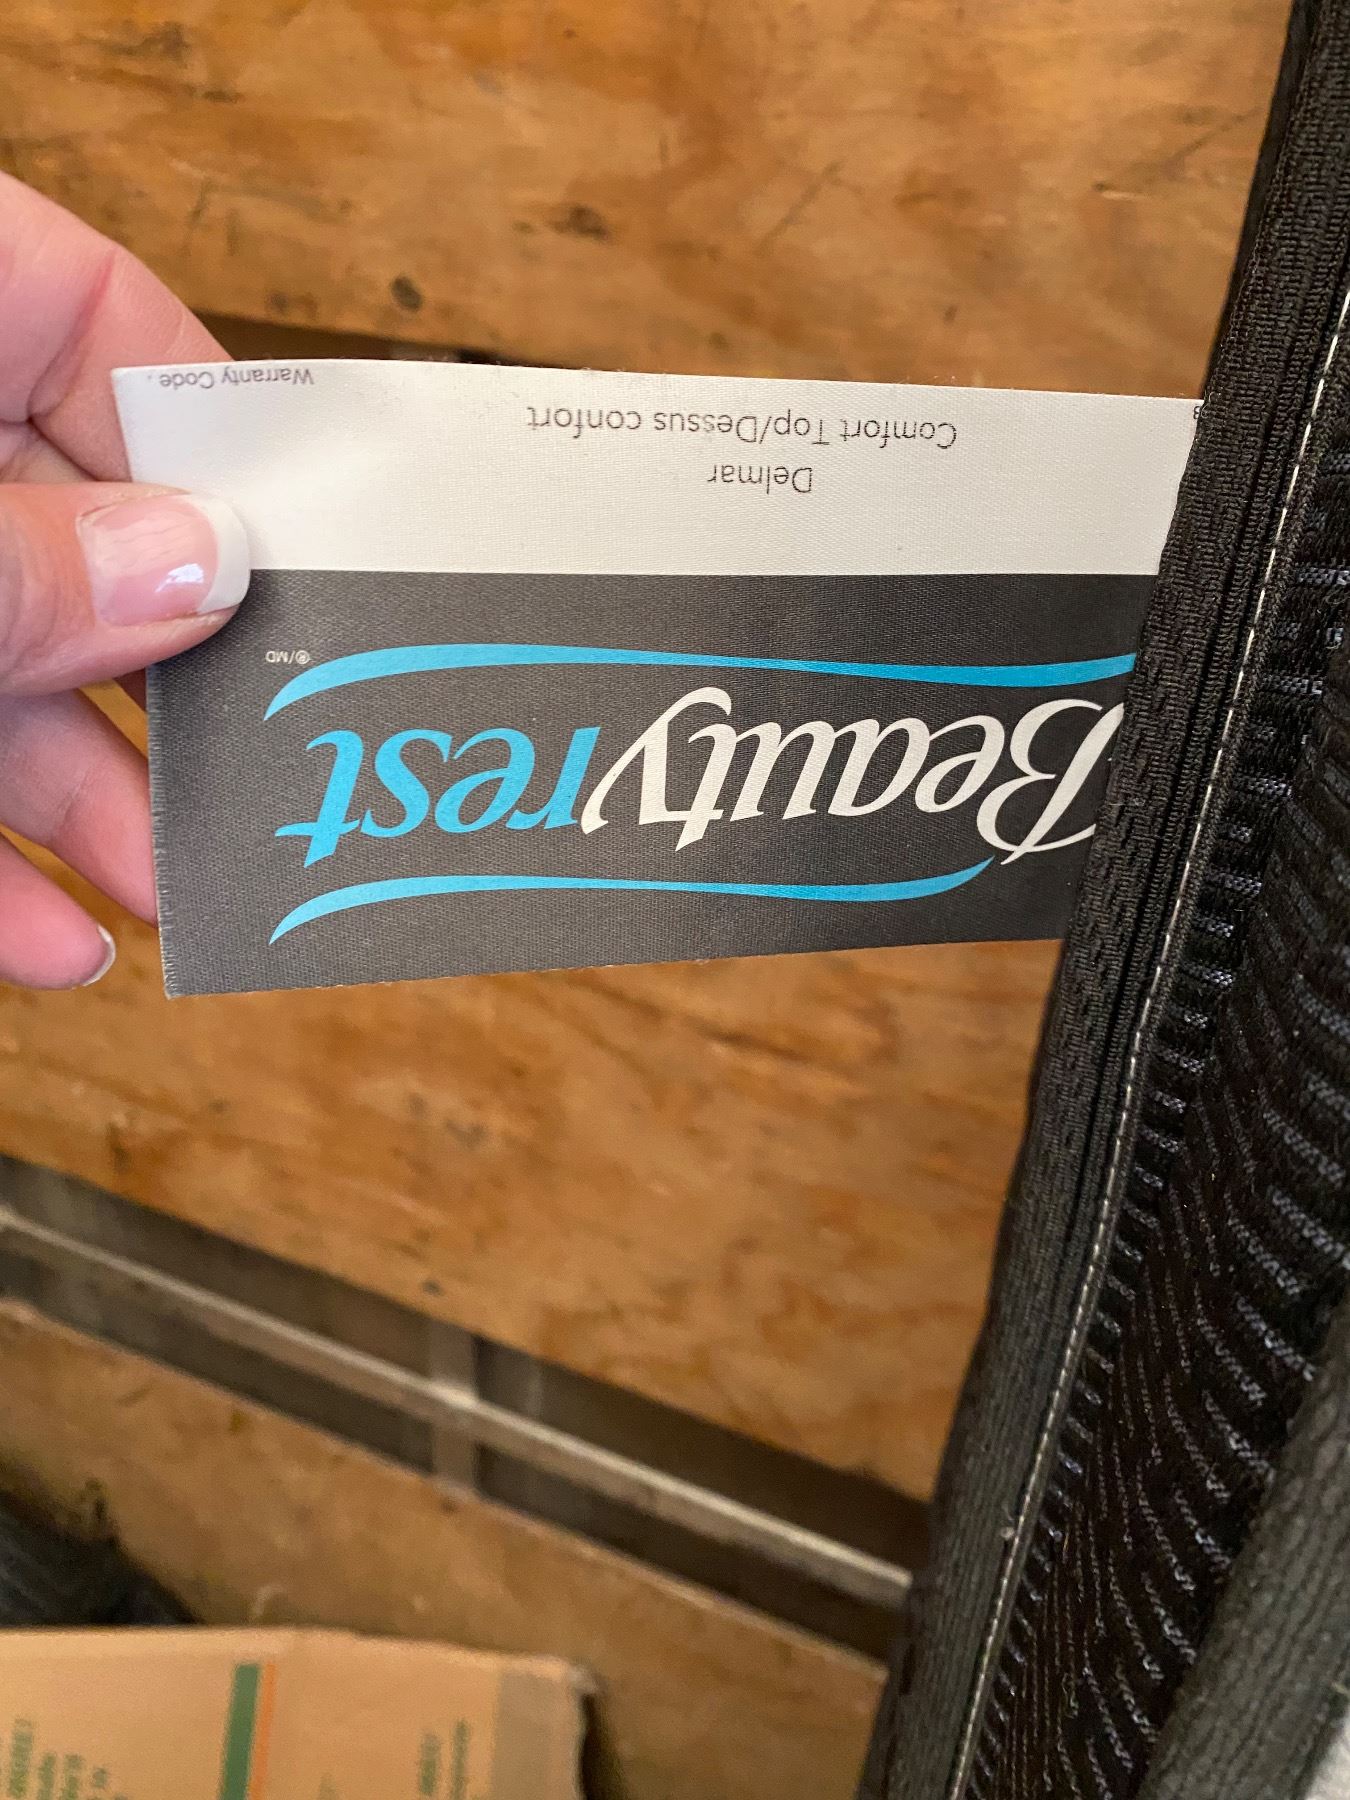 Beautyrest
®/MD
Delmar
Comfort Top/Dessus confort
Warranty Code